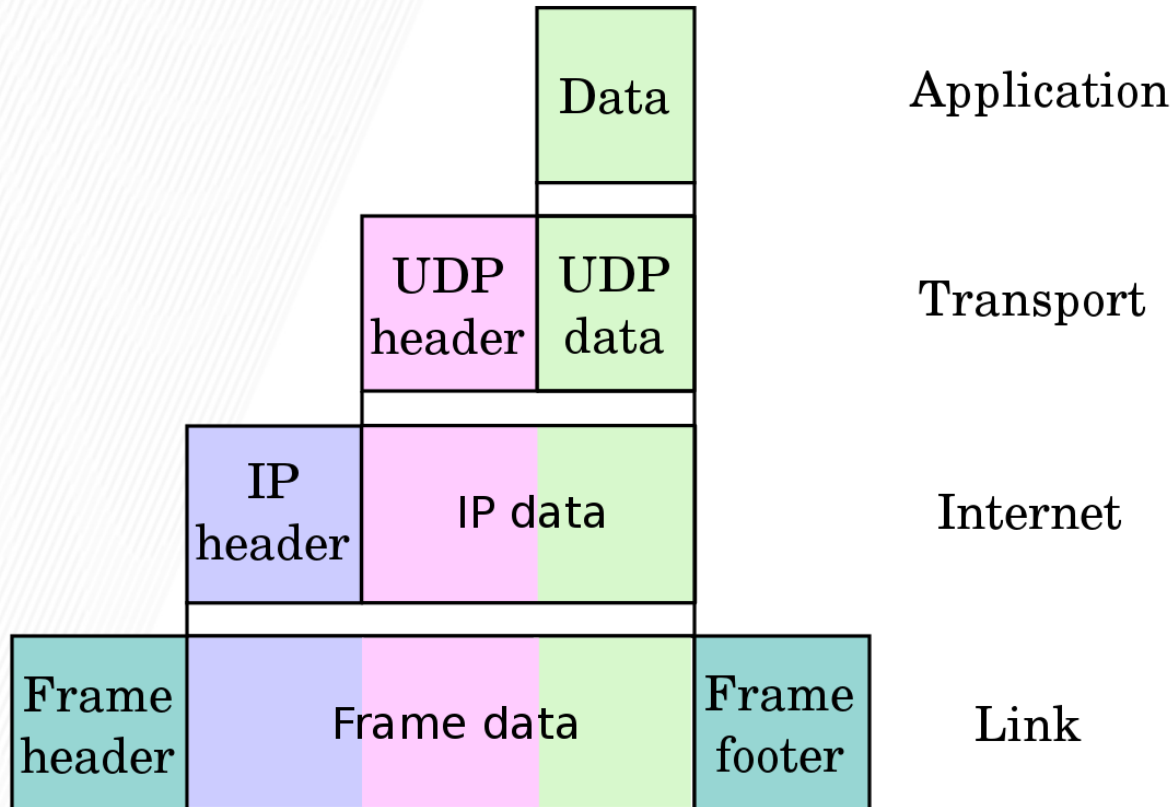 Data
Application
UDP
header
UDP
data
Transport
IP
header
IP data
Internet
Frame
header
Frame data
Frame
footer
Link